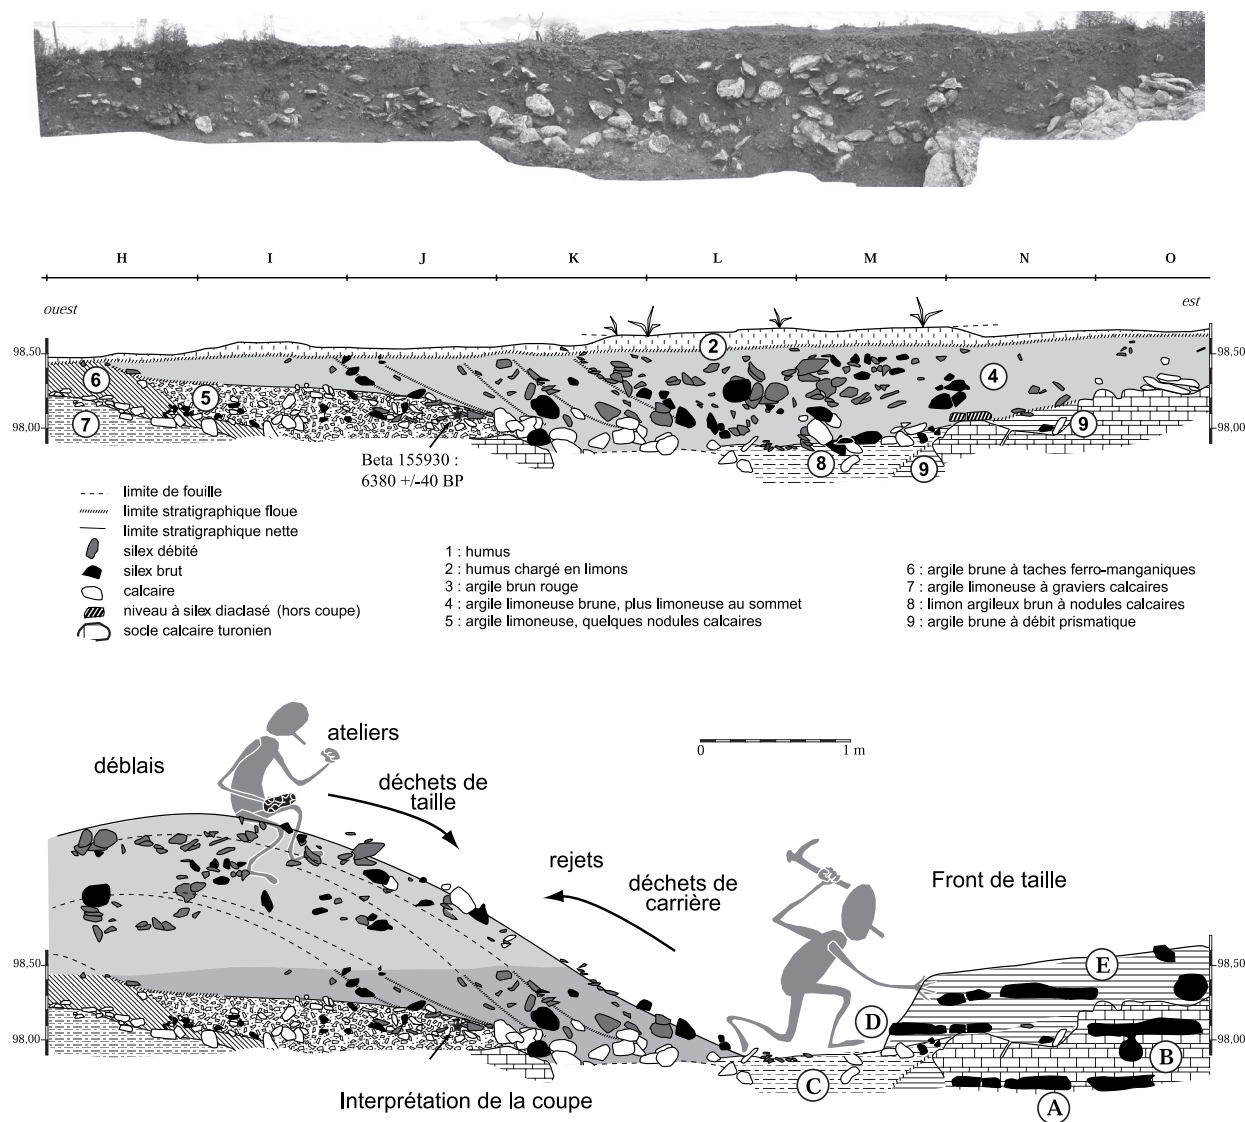 H I J K L M N O
ouest
est
98,50
98,50
2
4
6
5
7
9
98,00
98,00
8
9
Beta 155930 :
6380 +/-40 BP
limite de fouille
limite stratigraphique floue
limite stratigraphique nette
silex débité
silex brut
calcaire
niveau à silex diaclasé (hors coupe)
socle calcaire turonien
1 : humus
2 : humus chargé en limons
3 : argile brun rouge
4 : argile limoneuse brune, plus limoneuse au sommet
5 : argile limoneuse, quelques nodules calcaires
6 : argile brune à taches ferro-manganiques
7 : argile limoneuse à graviers calcaires
8 : limon argileux brun à nodules calcaires
9 : argile brune à débit prismatique
ateliers
déblais
0 1 m
déchets de
taille
rejets
déchets de
carrière
Front de taille
98,50
98,50
E
D
98,00
98,00
B
C
A
Interprétation de la coupe